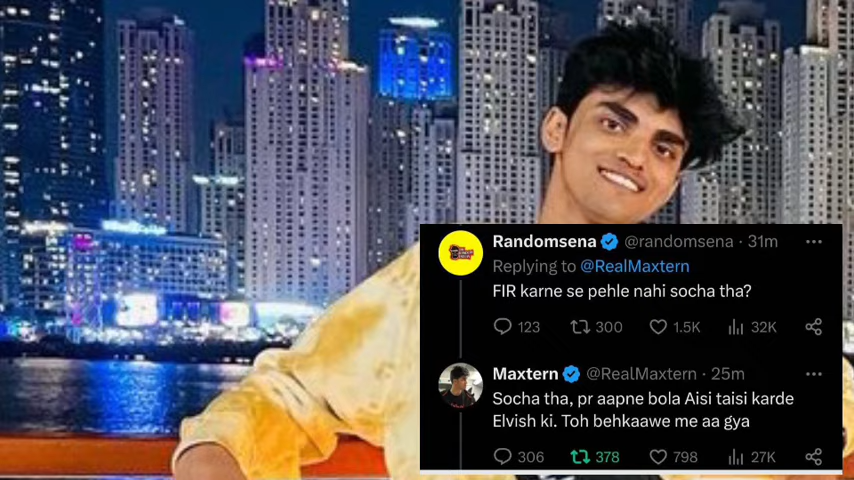 Randomsena @randomsena · 31m
Replying to @RealMaxtern
FIR karne se pehle nahi socha tha?
123 300 1.5K 32K
Maxtern @RealMaxtern · 25m
Socha tha, pr aapne bola Aisi taisi karde
Elvish ki. Toh behkaawe me aa gya
306 378 798 27K